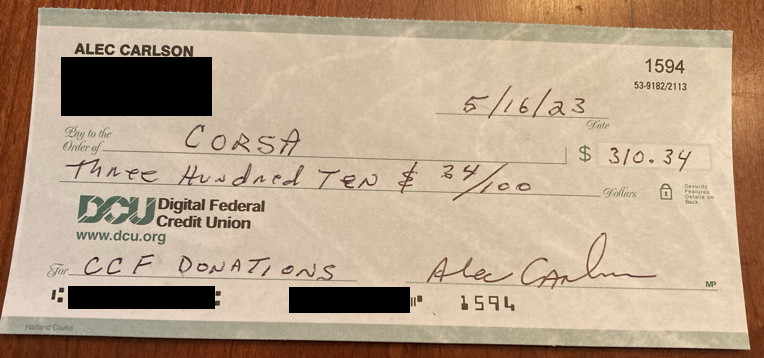 ALEC CARLSON
1594
53-9182/2113
5/16/23
Date
Pay to the
Order of CORSA $ 310.34
Three Hundred TEN & 34/100 Dollars
Security
Features
Details on
Back
DCU Digital Federal
Credit Union
www.dcu.org
For CCF DONATIONS Alec Carlson MP
1594
Harland Clarke